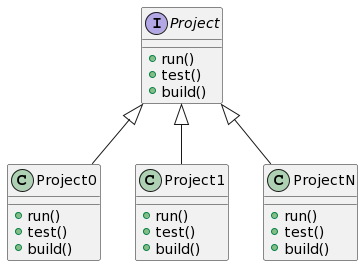 I Project
run()
test()
build()
C Project0
C Project1
C ProjectN
run()
test()
build()
run()
test()
build()
run()
test()
build()